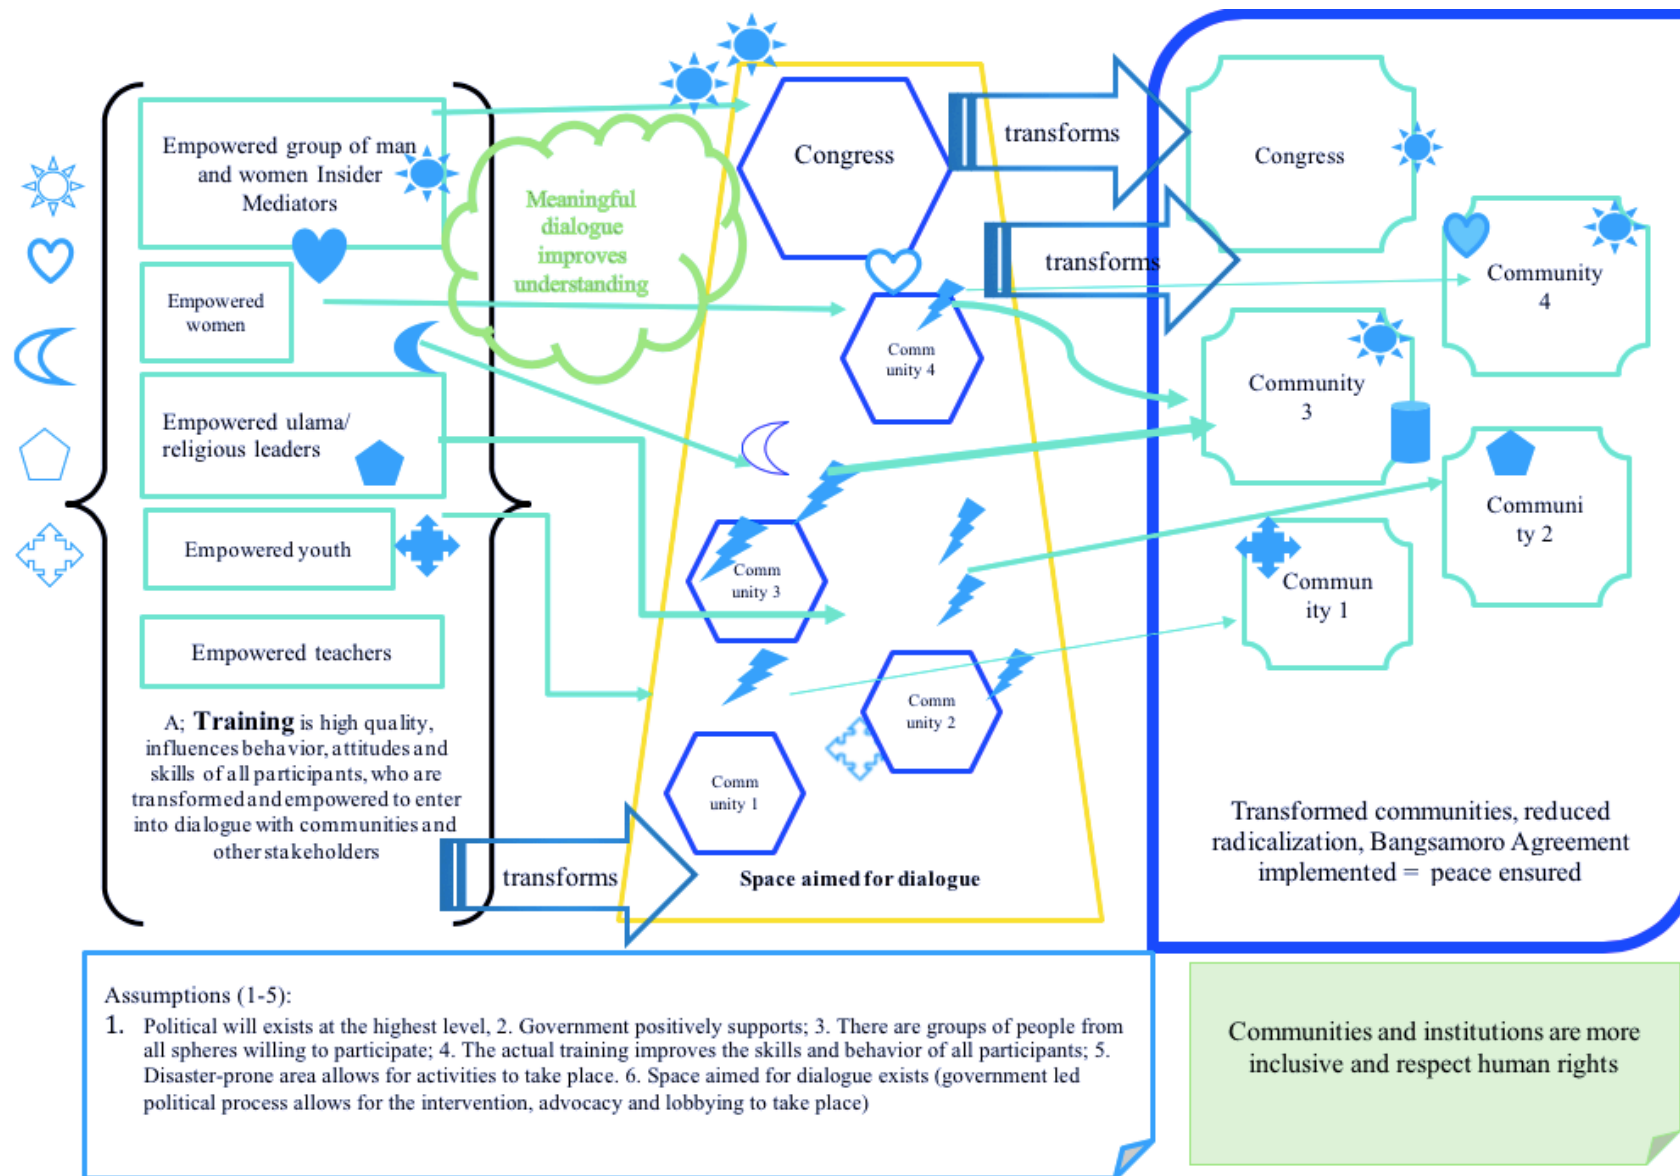 Empowered group of man
and women Insider
Mediators
Empowered
women
Empowered ulama/
religious leaders
Empowered youth
Empowered teachers
A; Training is high quality,
influences behavior, attitudes and
skills of all participants, who are
transformed and empowered to enter
into dialogue with communities and
other stakeholders
Meaningful
dialogue
improves
understanding
transforms
Congress
Comm
unity 4
Comm
unity 3
Comm
unity 2
Comm
unity 1
Space aimed for dialogue
transforms
transforms
Congress
Community
4
Community
3
Communi
ty 2
Commun
ity 1
Transformed communities, reduced
radicalization, Bangsamoro Agreement
implemented = peace ensured
Assumptions (1-5):
1. Political will exists at the highest level, 2. Government positively supports; 3. There are groups of people from
all spheres willing to participate; 4. The actual training improves the skills and behavior of all participants; 5.
Disaster-prone area allows for activities to take place. 6. Space aimed for dialogue exists (government led
political process allows for the intervention, advocacy and lobbying to take place)
Communities and institutions are more
inclusive and respect human rights